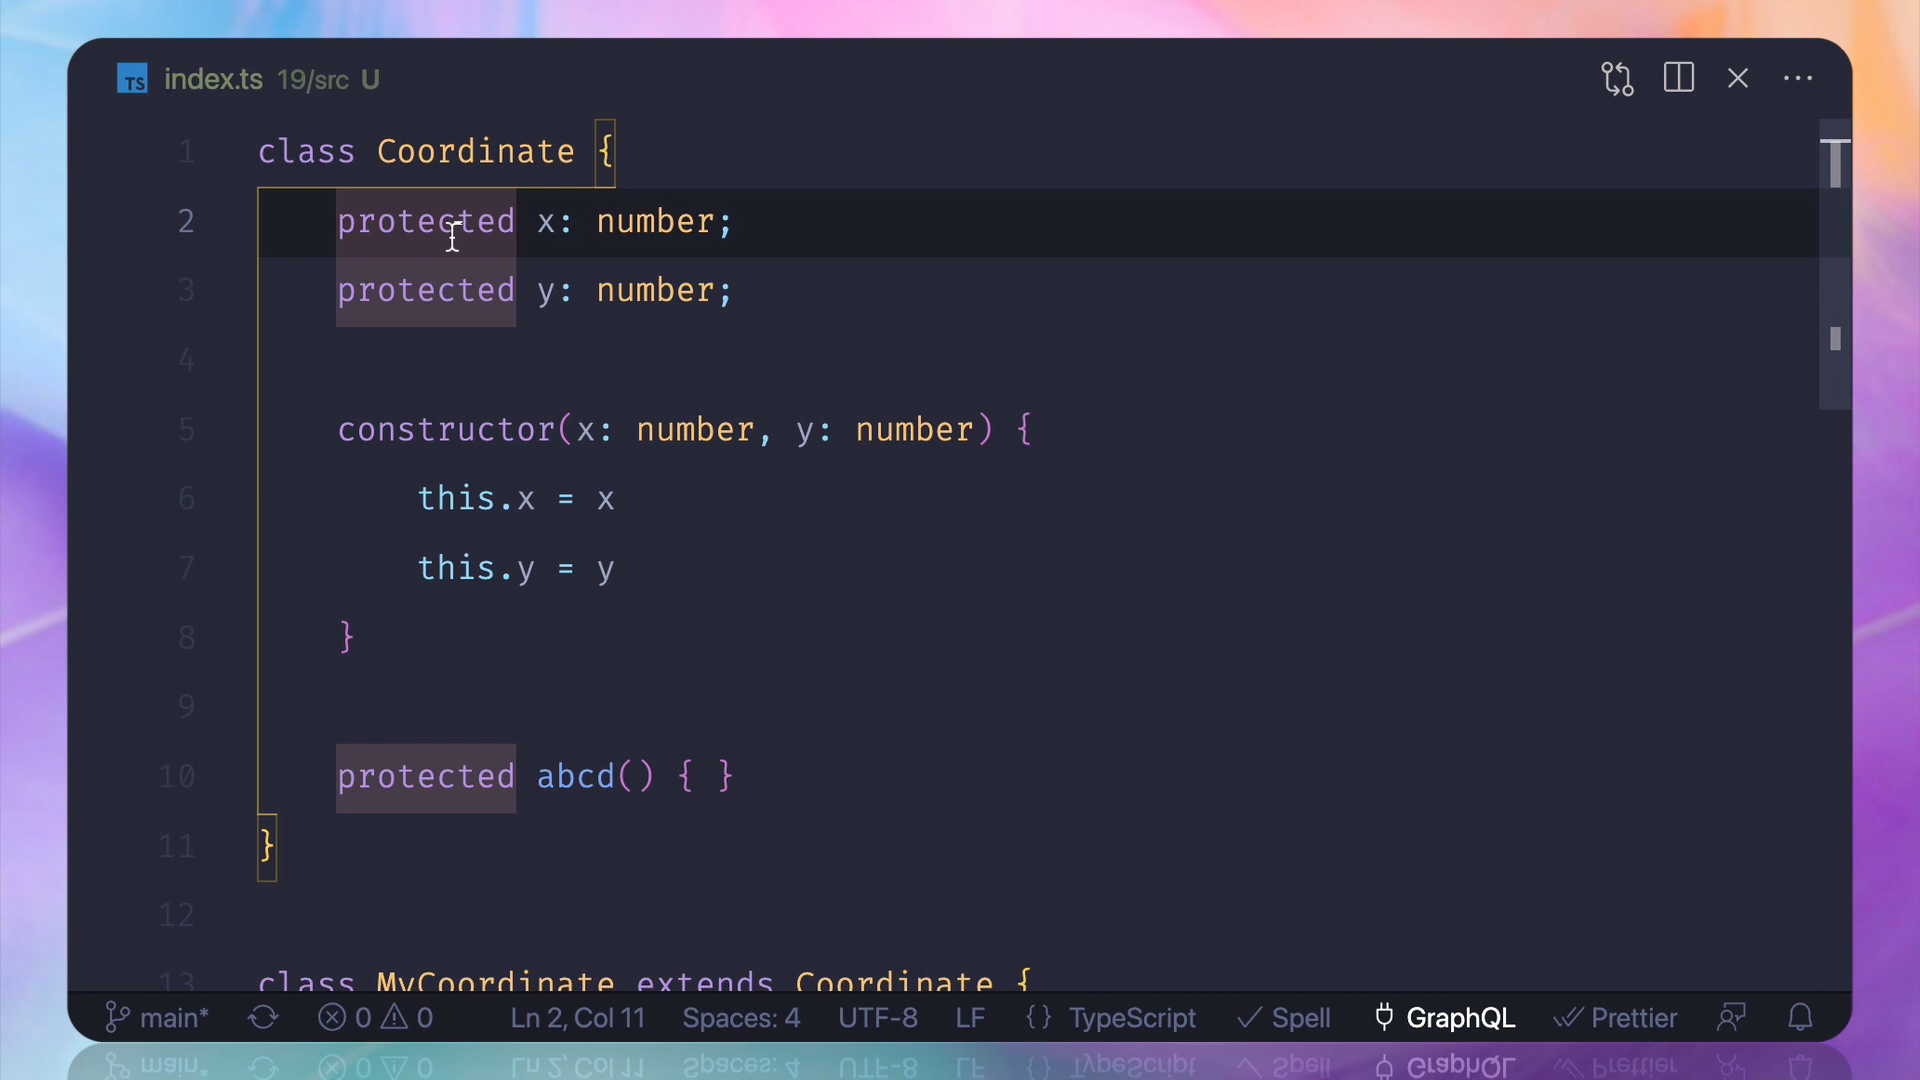 TS index.ts 19/src U
1 class Coordinate {
2 protected x: number;
3 protected y: number;
4
5 constructor(x: number, y: number) {
6 this.x = x
7 this.y = y
8 }
9
10 protected abcd() { }
11 }
12
13 class MyCoordinate extends Coordinate {
main* 0 0 Ln 2, Col 11 Spaces: 4 UTF-8 LF {} TypeScript Spell GraphQL Prettier